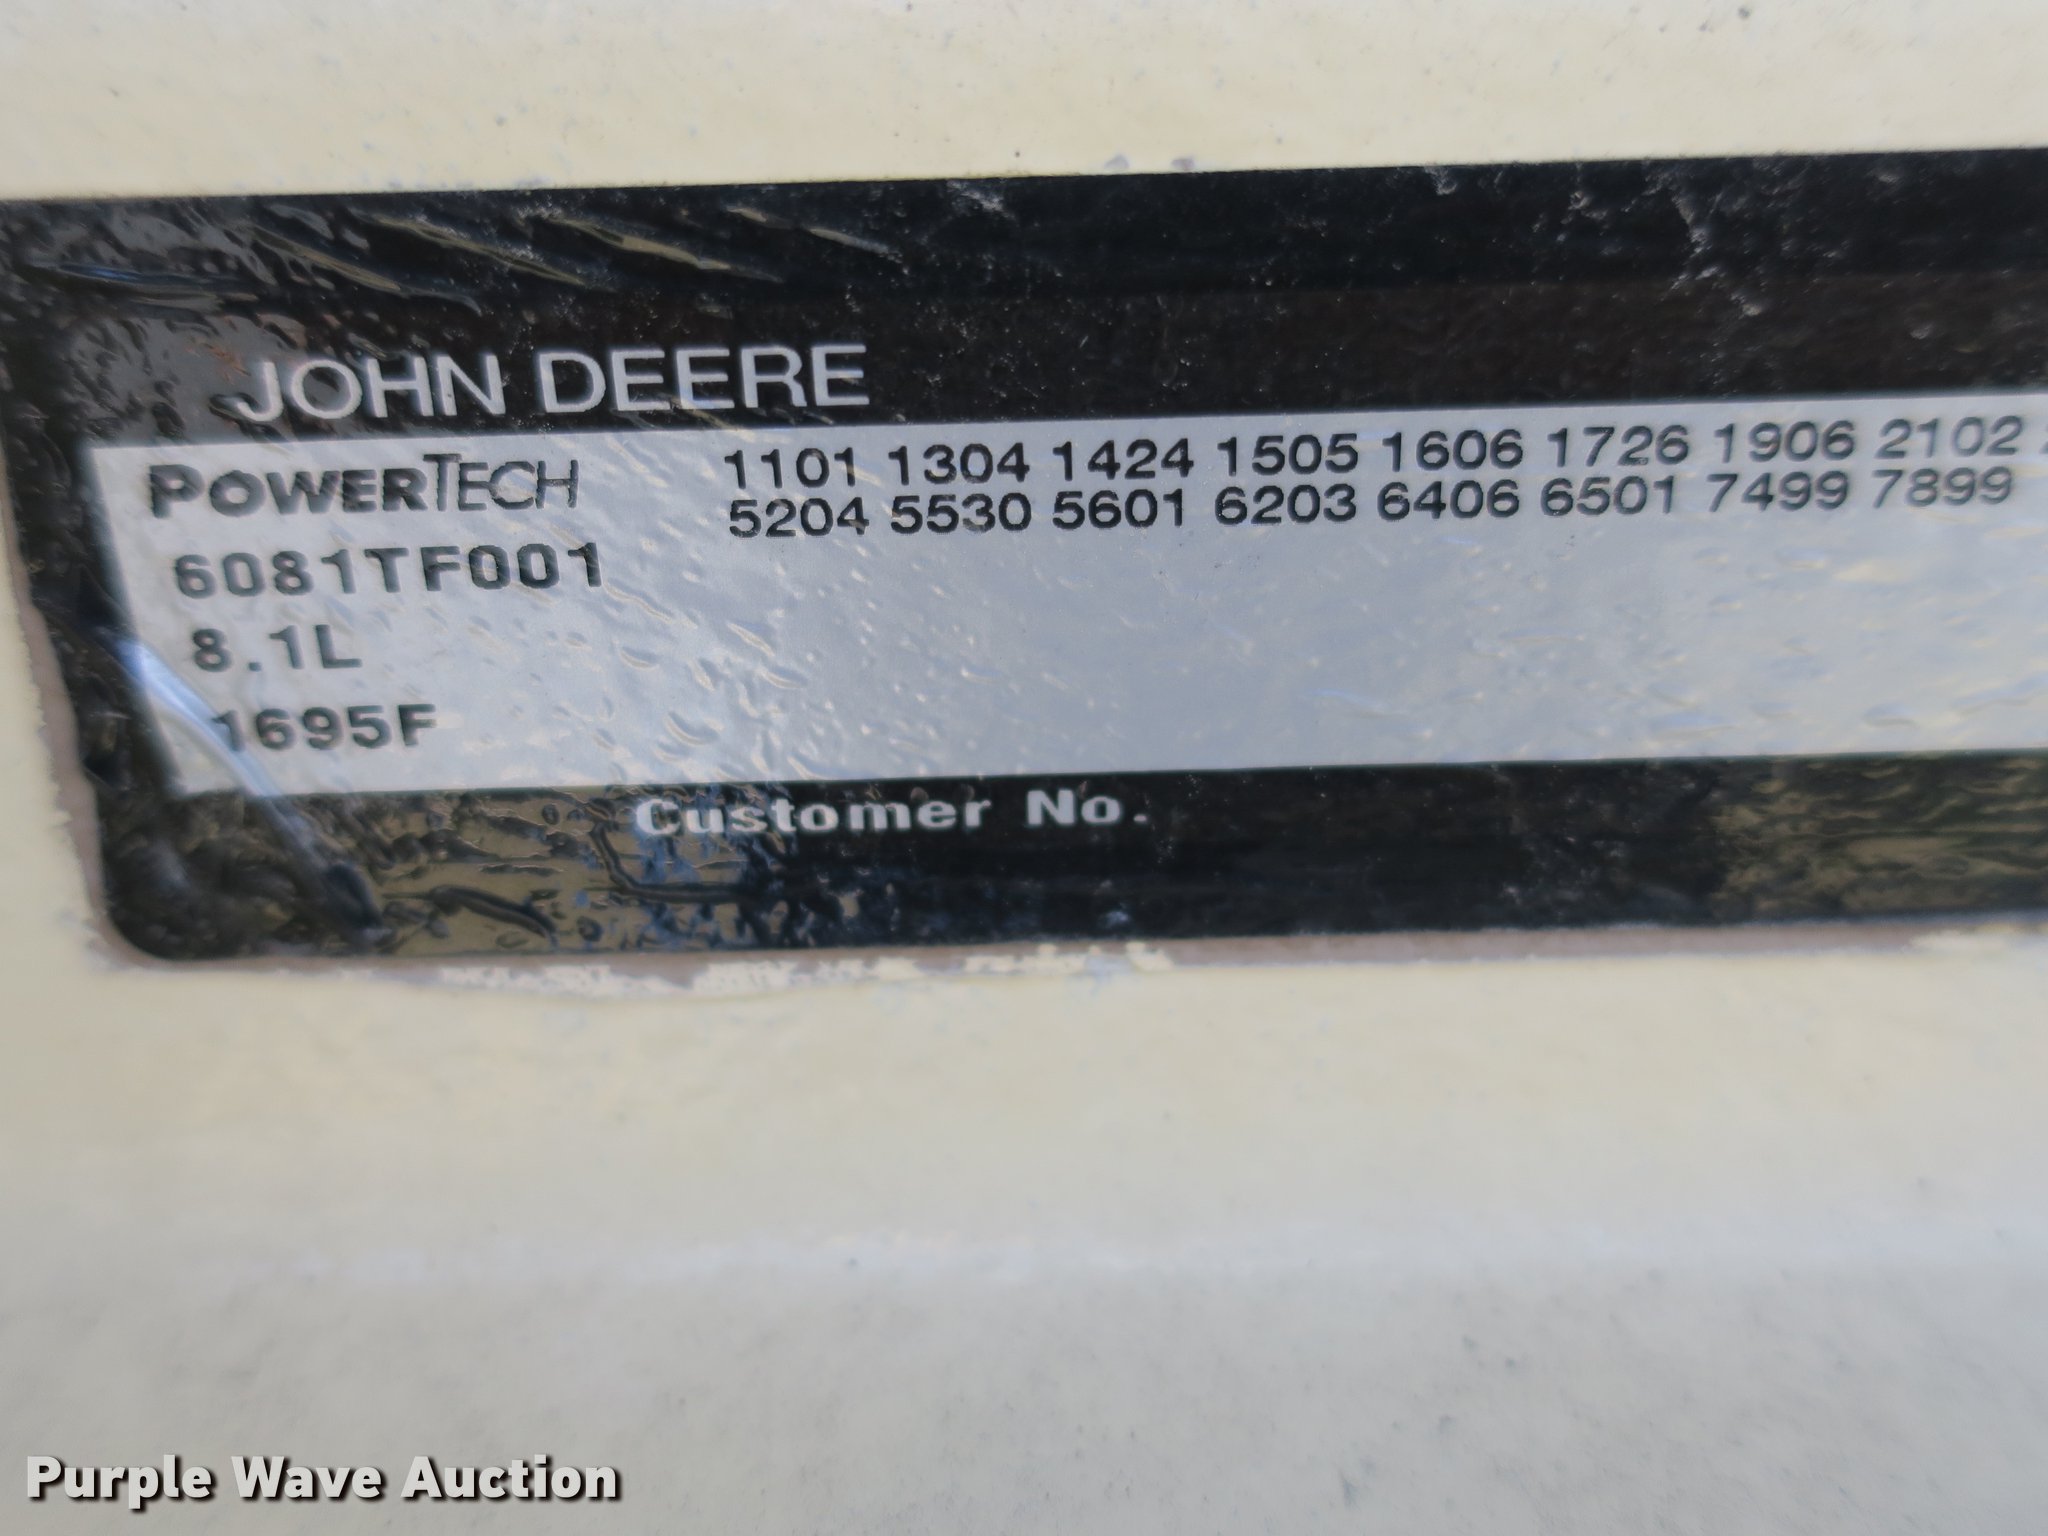 JOHN DEERE
POWERTECH 1101 1304 1424 1505 1606 1726 1906 2102
5204 5530 5601 6203 6406 6501 7499 7899
6081TF001
8.1L
1695F
Customer No.
Purple Wave Auction